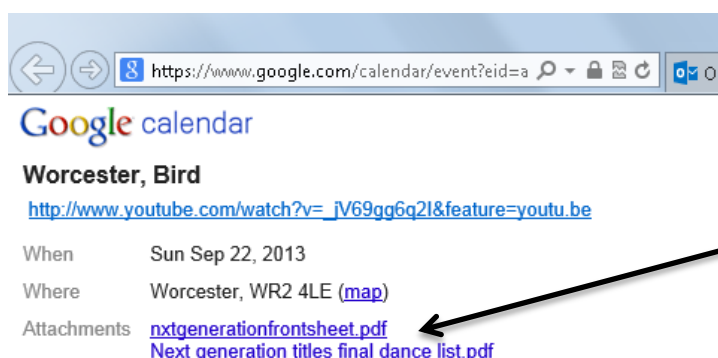 https://www.google.com/calendar/event?eid=a
Google calendar
Worcester, Bird
http://www.youtube.com/watch?v=_jV69gg6q2I&feature=youtu.be
When Sun Sep 22, 2013
Where Worcester, WR2 4LE (map)
Attachments nxtgenerationfrontsheet.pdf
Next generation titles final dance list.pdf